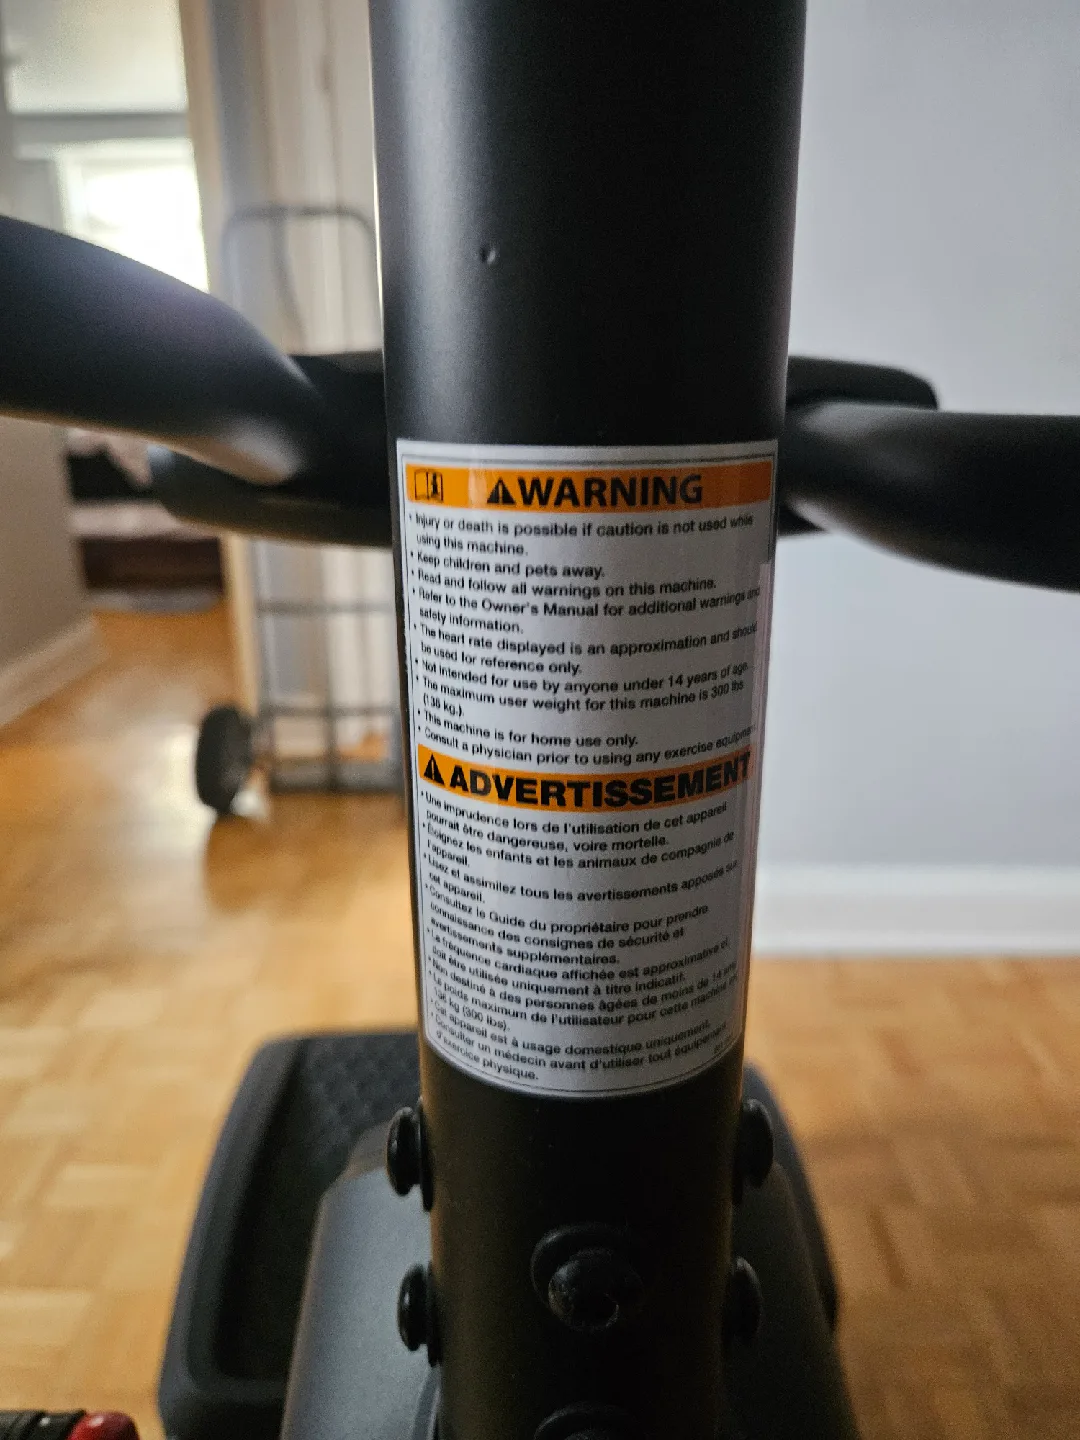 WARNING
• Injury or death is possible if caution is not used while
using this machine.
• Keep children and pets away.
• Read and follow all warnings on this machine.
• Refer to the Owner's Manual for additional warnings and
safety information.
• The heart rate displayed is an approximation and should
be used for reference only.
• Not intended for use by anyone under 14 years of age.
• The maximum user weight for this machine is 300 lbs
(136 kg.).
• This machine is for home use only.
• Consult a physician prior to using any exercise equipment.
ADVERTISSEMENT
• Une imprudence lors de l'utilisation de cet appareil
pourrait être dangereuse, voire mortelle.
• Éloignez les enfants et les animaux de compagnie de
l'appareil.
• Lisez et assimilez tous les avertissements apposés sur
cet appareil.
• Consultez le Guide du propriétaire pour prendre
connaissance des consignes de sécurité et
avertissements supplémentaires.
• La fréquence cardiaque affichée est approximative et
doit être utilisée uniquement à titre indicatif.
• Non destiné à des personnes âgées de moins de 14 ans.
• Le poids maximum de l'utilisateur pour cette machine est
136 kg (300 lbs).
• Cet appareil est à usage domestique uniquement.
• Consulter un médecin avant d'utiliser tout équipement
d'exercice physique.